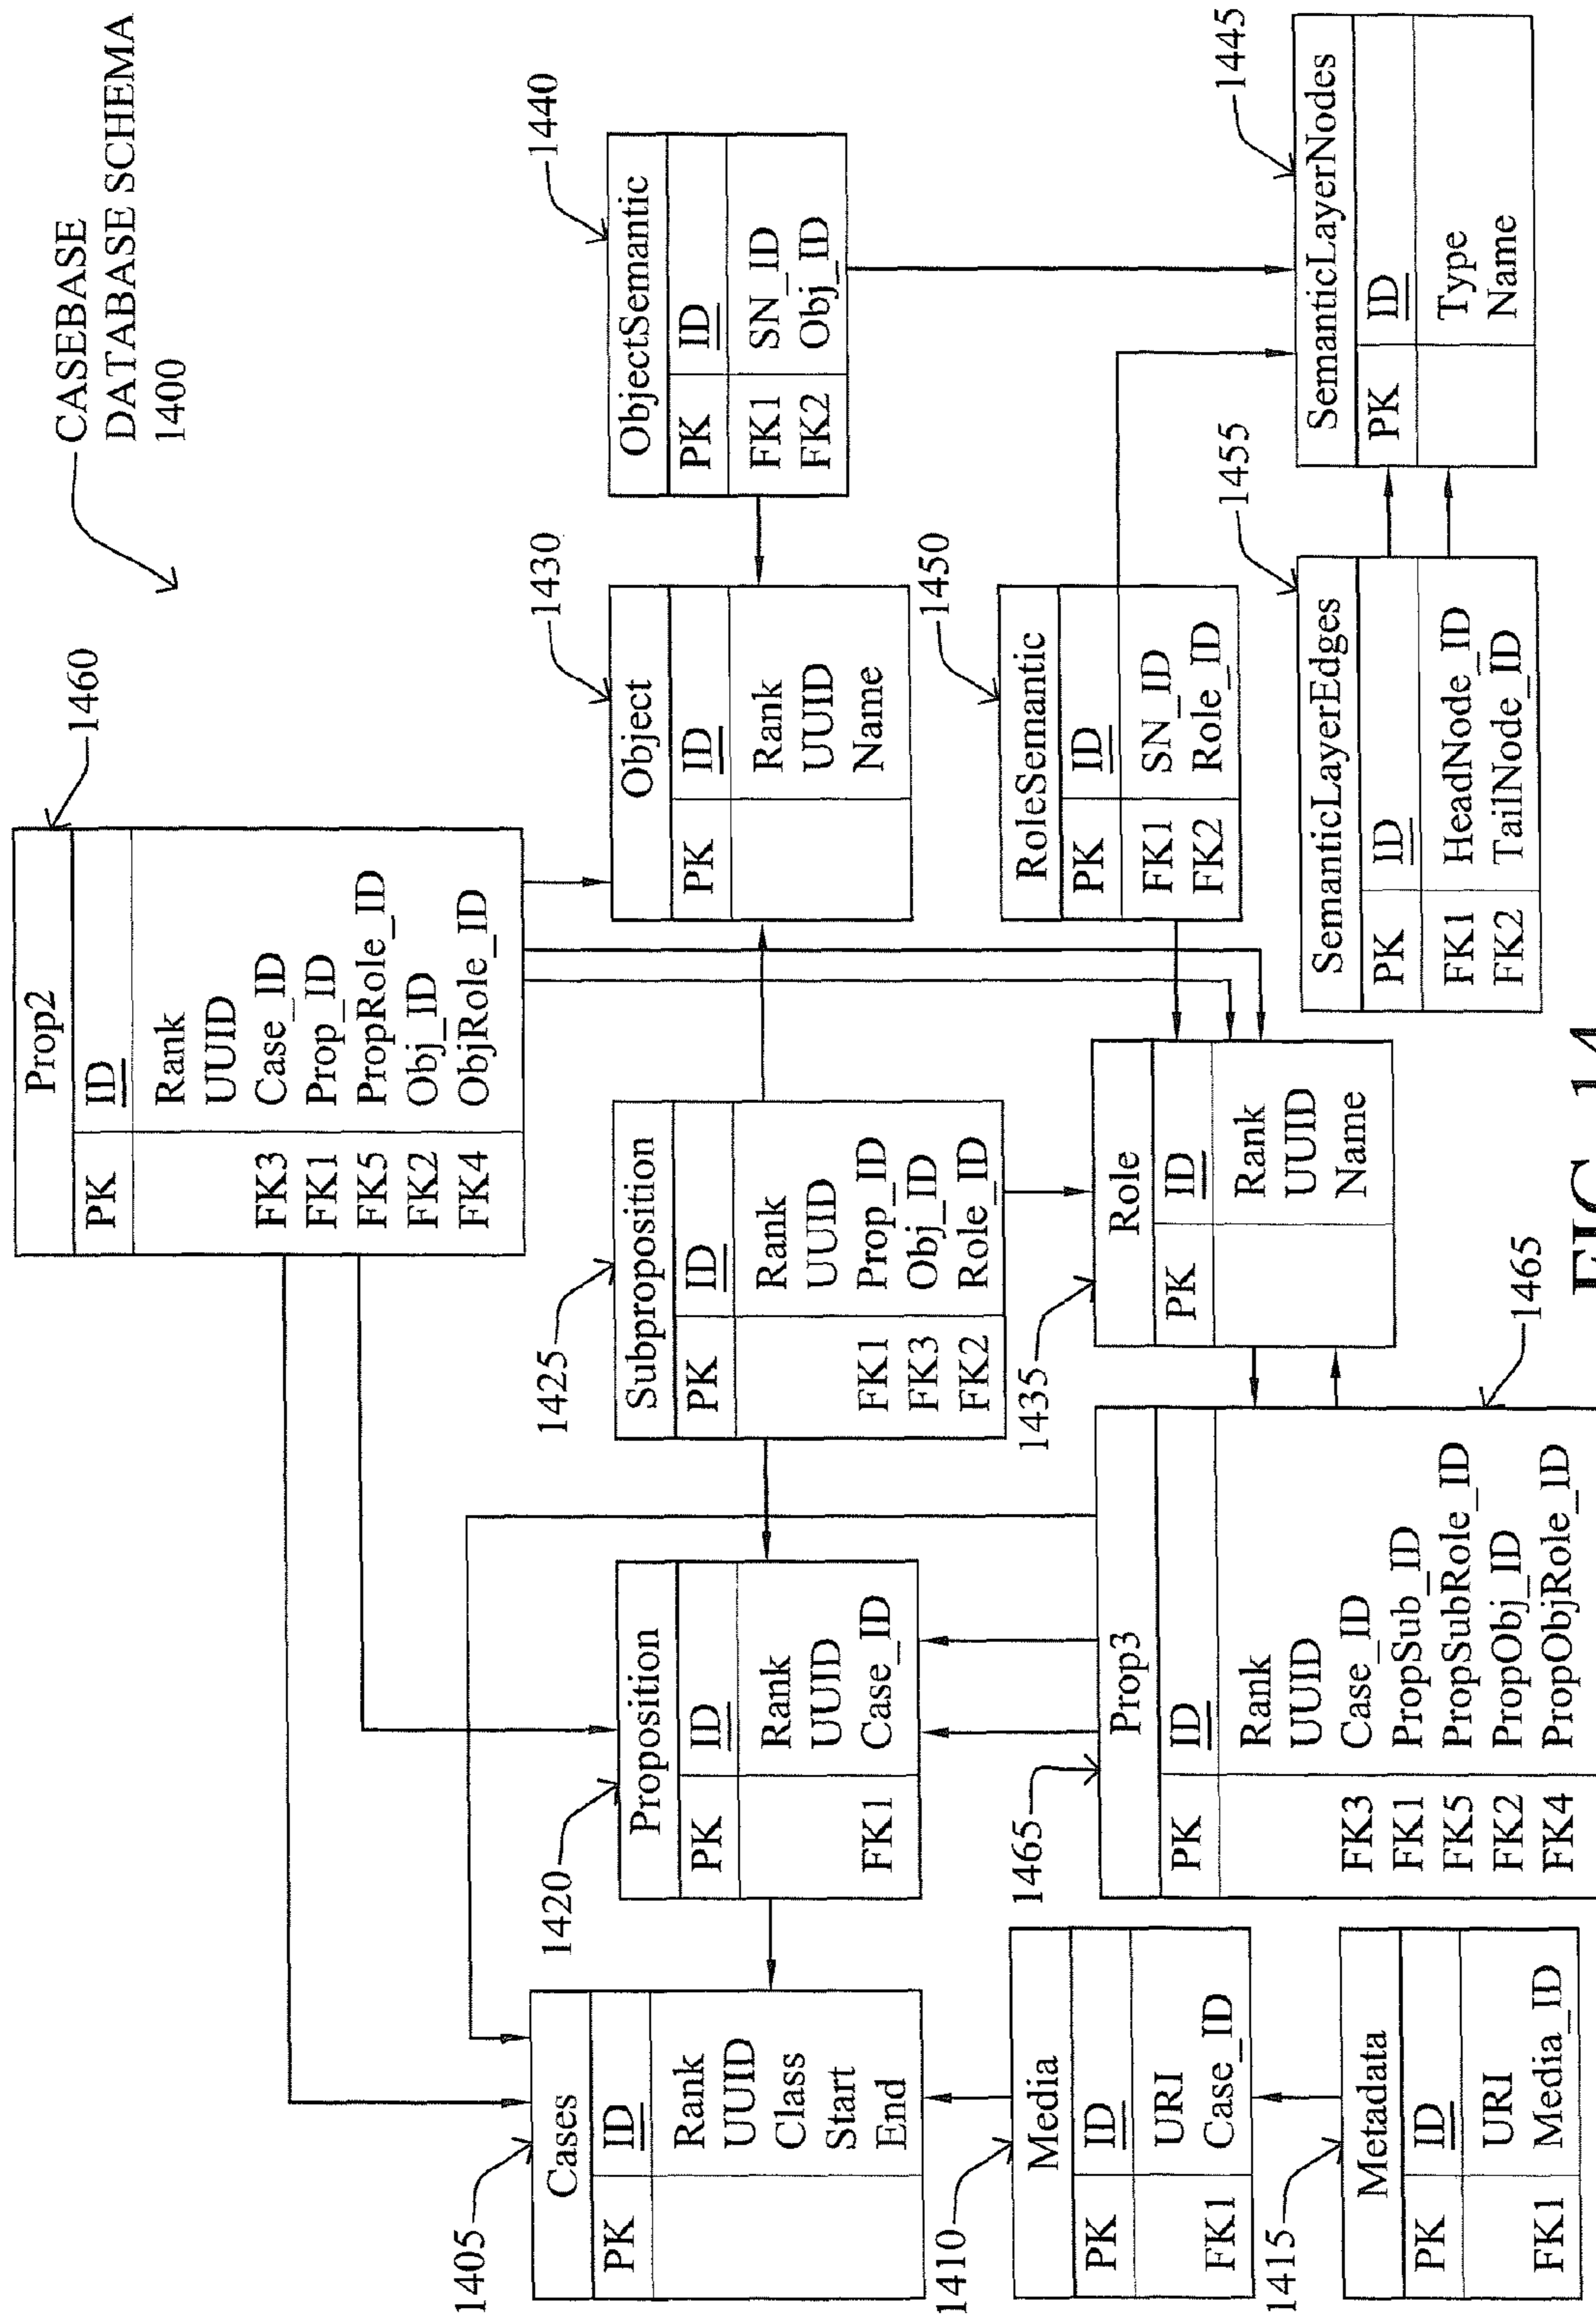 CASEBASE
DATABASE SCHEMA
1400
1460
Prop2
PK ID
Rank
UUID
FK3 Case_ID
FK1 Prop_ID
FK5 PropRole_ID
FK2 Obj_ID
FK4 ObjRole_ID
1405
Cases
PK ID
Rank
UUID
Class
Start
End
1420
Proposition
PK ID
Rank
UUID
FK1 Case_ID
1425
Subproposition
PK ID
Rank
UUID
FK1 Prop_ID
FK3 Obj_ID
FK2 Role_ID
1430
Object
PK ID
Rank
UUID
Name
1440
ObjectSemantic
PK ID
FK1 SN_ID
FK2 Obj_ID
1410
Media
PK ID
URI
FK1 Case_ID
1465
Prop3
PK ID
Rank
UUID
FK3 Case_ID
FK1 PropSub_ID
FK5 PropSubRole_ID
FK2 PropObj_ID
FK4 PropObjRole_ID
1465
1435
Role
PK ID
Rank
UUID
Name
1450
RoleSemantic
PK ID
FK1 SN_ID
FK2 Role_ID
1415
Metadata
PK ID
URI
FK1 Media_ID
1455
SemanticLayerEdges
PK ID
FK1 HeadNode_ID
FK2 TailNode_ID
1445
SemanticLayerNodes
PK ID
Type
Name
FIG. 14